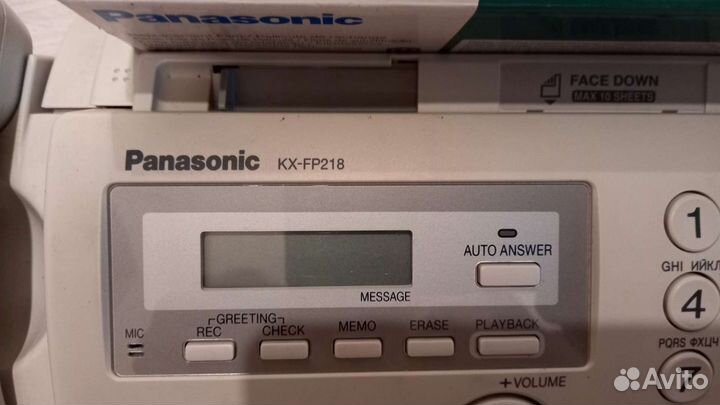 Panasonic
FACE DOWN
MAX 10 SHEETS
Panasonic KX-FP218
1
AUTO ANSWER
GHI ИЙКЛ
MESSAGE
4
GREETING
MIC REC CHECK MEMO ERASE PLAYBACK
PQRS ФХЦЧ
7
+VOLUME
Avito